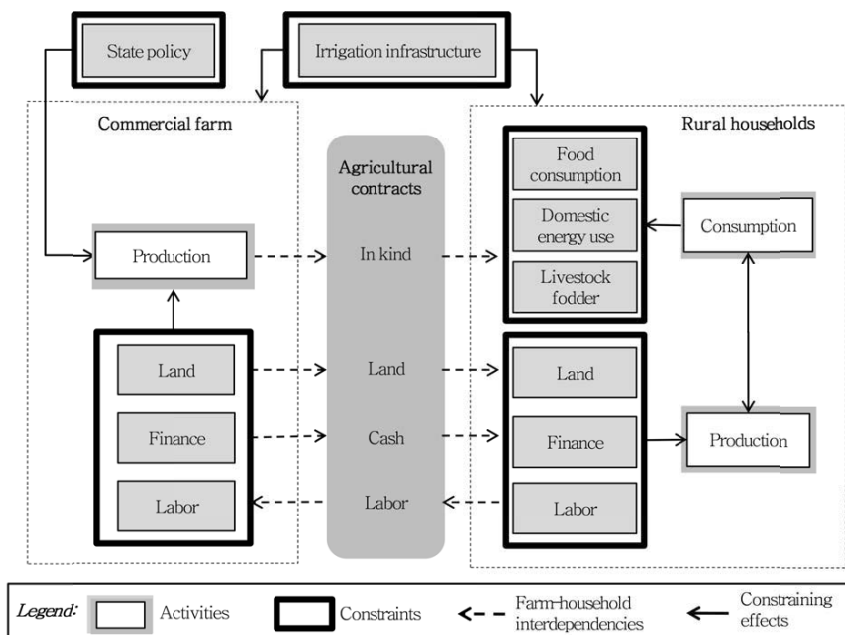 State policy
Irrigation infrastructure
Commercial farm
Rural households
Agricultural
contracts
Food
consumption
Domestic
energy use
Livestock
fodder
Consumption
Production
In kind
Land
Finance
Labor
Land
Cash
Labor
Land
Finance
Labor
Production
Legend:
Activities
Constraints
Farm-household
interdependencies
Constraining
effects